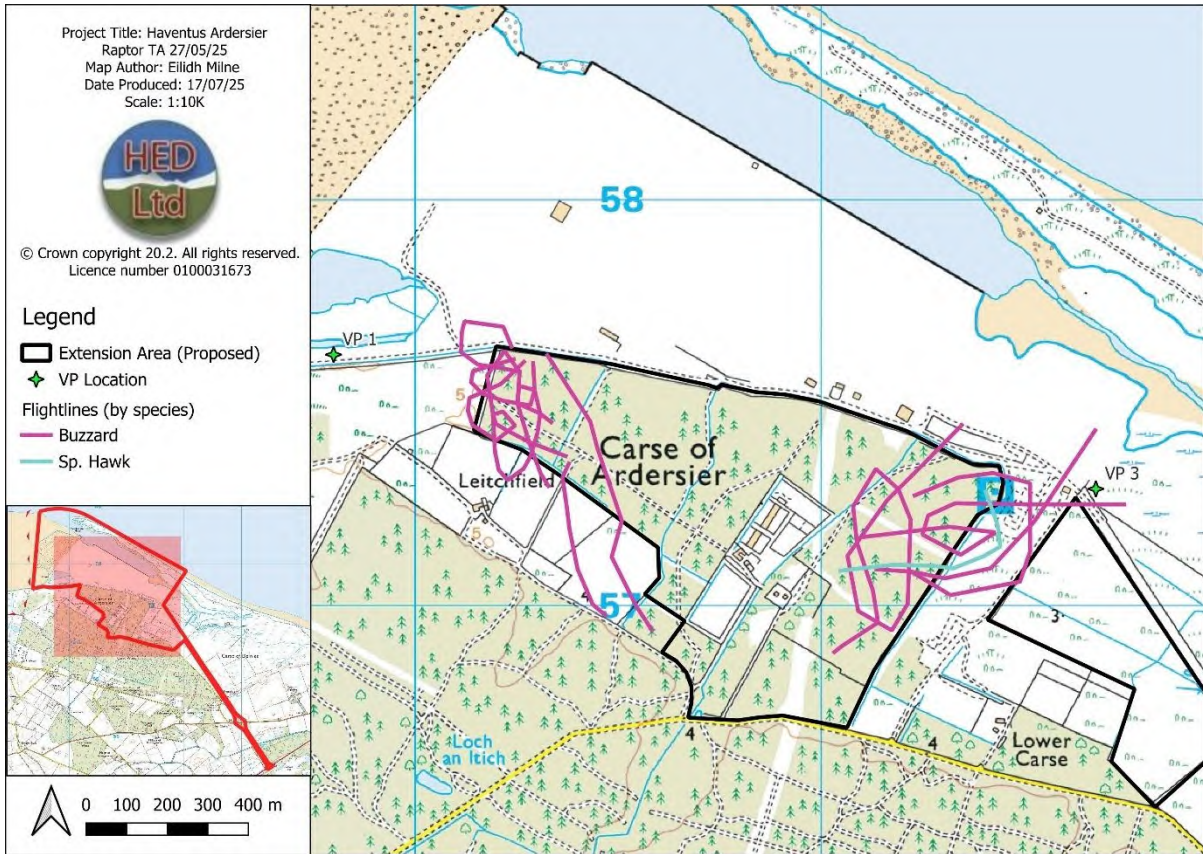 Project Title: Haventus Ardersier
Raptor TA 27/05/25
Map Author: Eilidh Milne
Date Produced: 17/07/25
Scale: 1:10K
HED
Ltd
© Crown copyright 20.2. All rights reserved.
Licence number 0100031673
Legend
Extension Area (Proposed)
VP Location
Flightlines (by species)
Buzzard
Sp. Hawk
0 100 200 300 400 m
58
VP 1
5
Carse of
Ardersier
Leitchfield
VP 3
5
4
57
3
4
4
Lower
Carse
Loch
an Itich